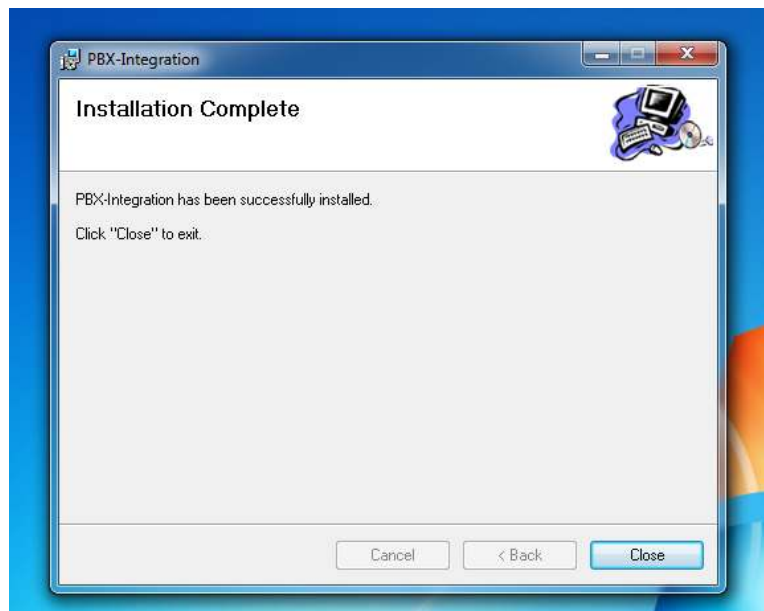 PBX-Integration
Installation Complete
PBX-Integration has been successfully installed.
Click "Close" to exit.
Cancel
< Back
Close